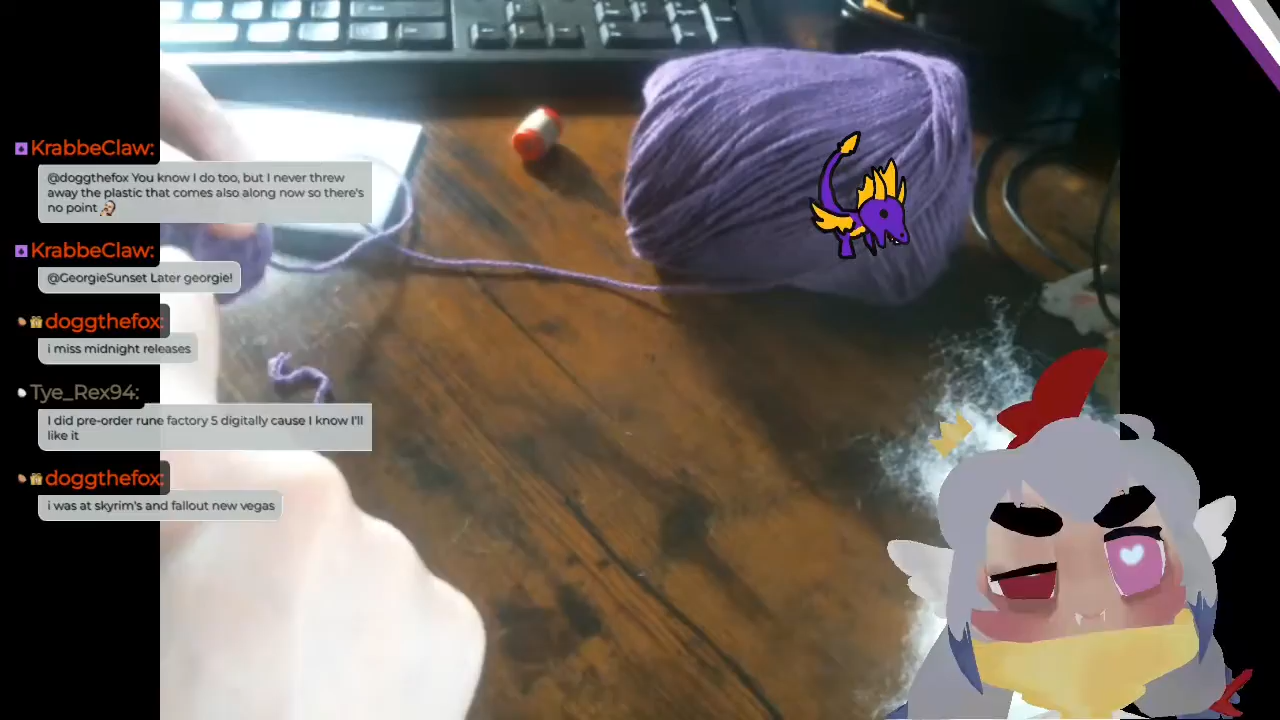 KrabbeClaw:
@doggthefox You know I do too, but I never threw
away the plastic that comes also along now so there's
no point
KrabbeClaw:
@GeorgieSunset Later georgie!
doggthefox:
i miss midnight releases
Tye_Rex94:
I did pre-order rune factory 5 digitally cause I know I'll
like it
doggthefox:
i was at skyrim's and fallout new vegas